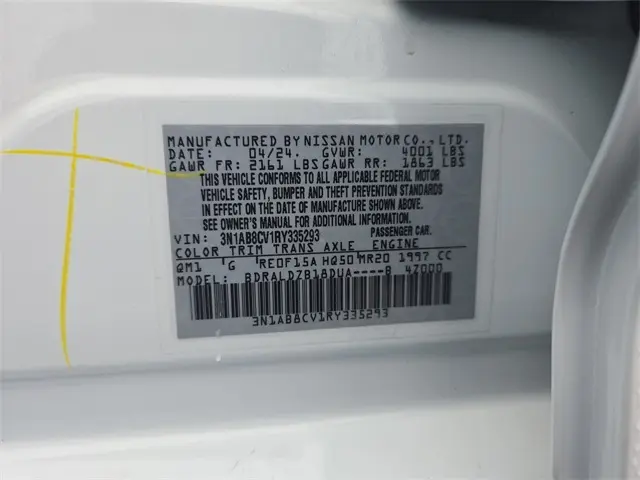 MANUFACTURED BY NISSAN MOTOR CO., LTD.
DATE: 04/24. GVWR: 4001 LBS
GAWR FR: 2161 LBS GAWR RR: 1863 LBS
THIS VEHICLE CONFORMS TO ALL APPLICABLE FEDERAL MOTOR
VEHICLE SAFETY, BUMPER AND THEFT PREVENTION STANDARDS
IN EFFECT ON THE DATE OF MANUFACTURE SHOWN ABOVE.
SEE OWNER'S MANUAL FOR ADDITIONAL INFORMATION.
VIN: 3N1AB8CV1RY335293 PASSENGER CAR.
COLOR TRIM TRANS AXLE ENGINE
QM1 G RE0F15A HQ50 MR20 1997 CC
MODEL: BDRALDZB18DUA----B 4Z000
3N1AB8CV1RY335293